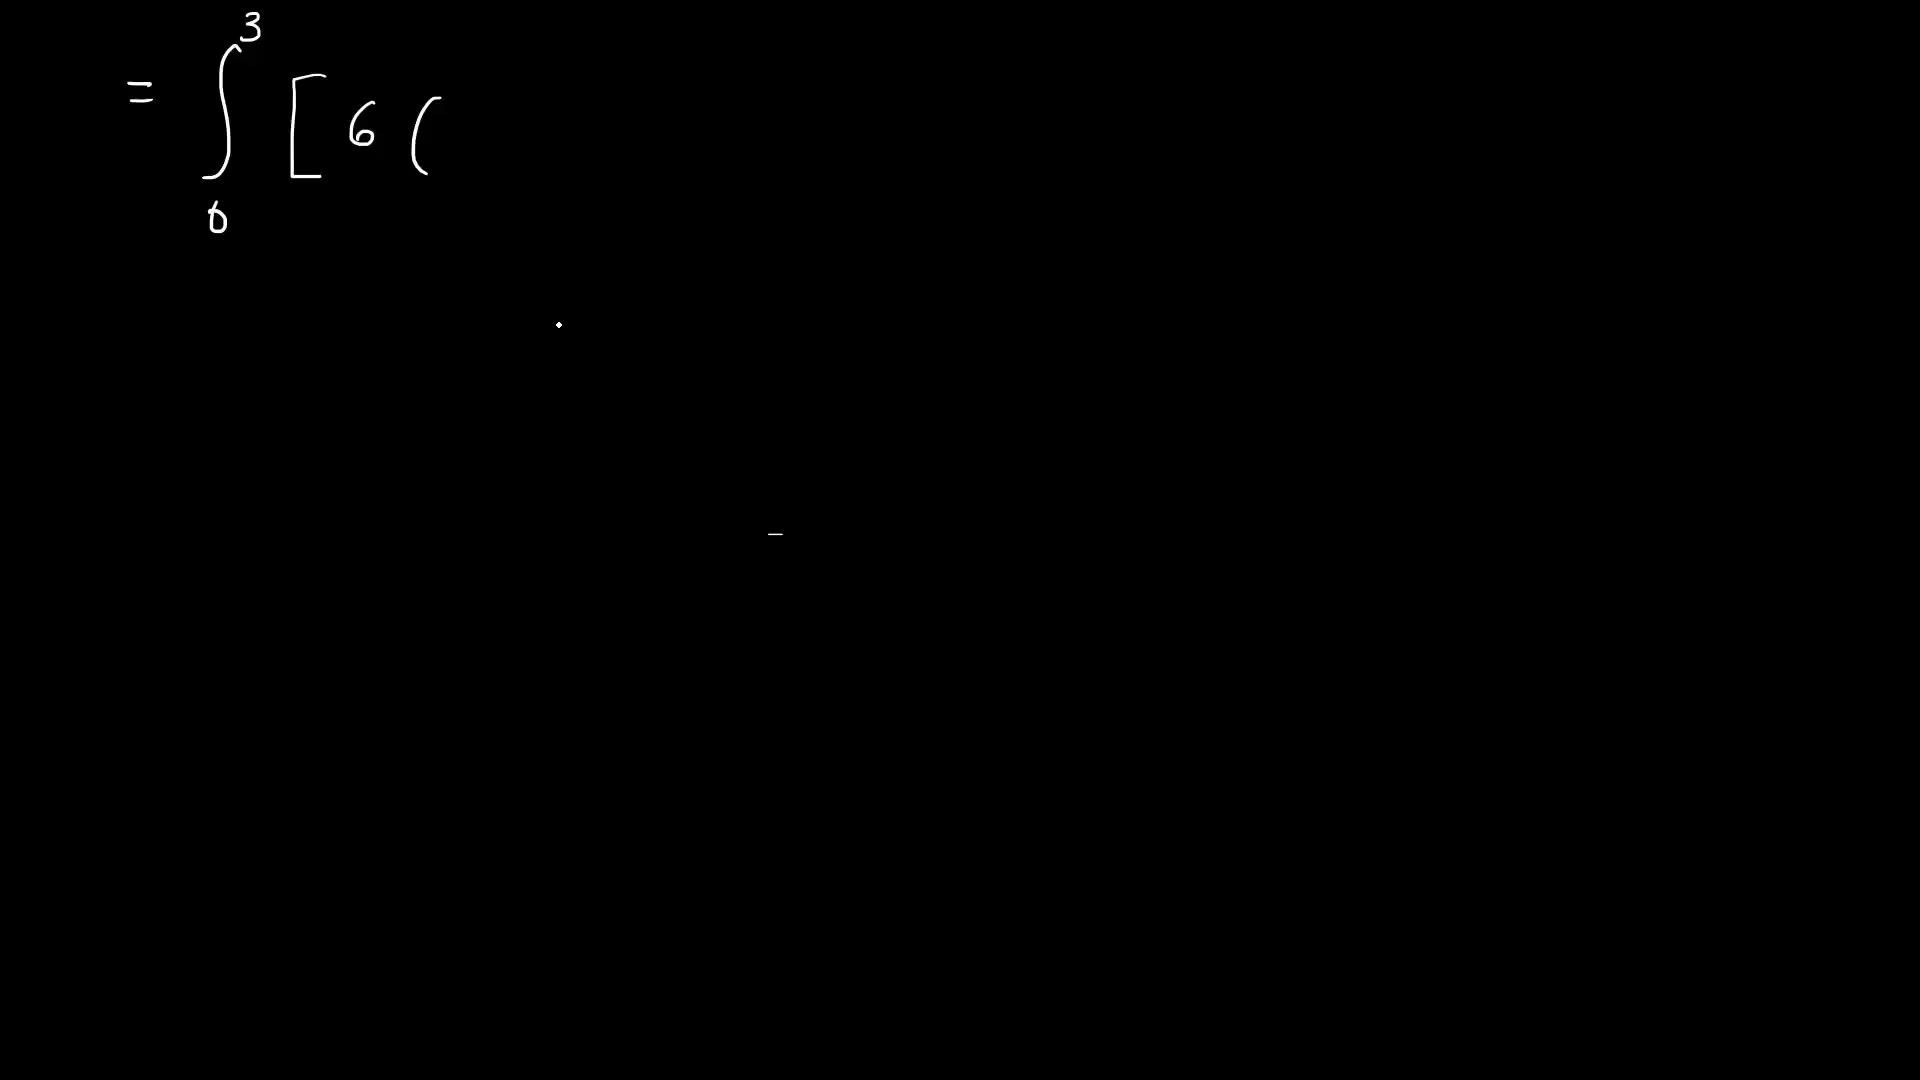 = ∫₀³ [ 6 (